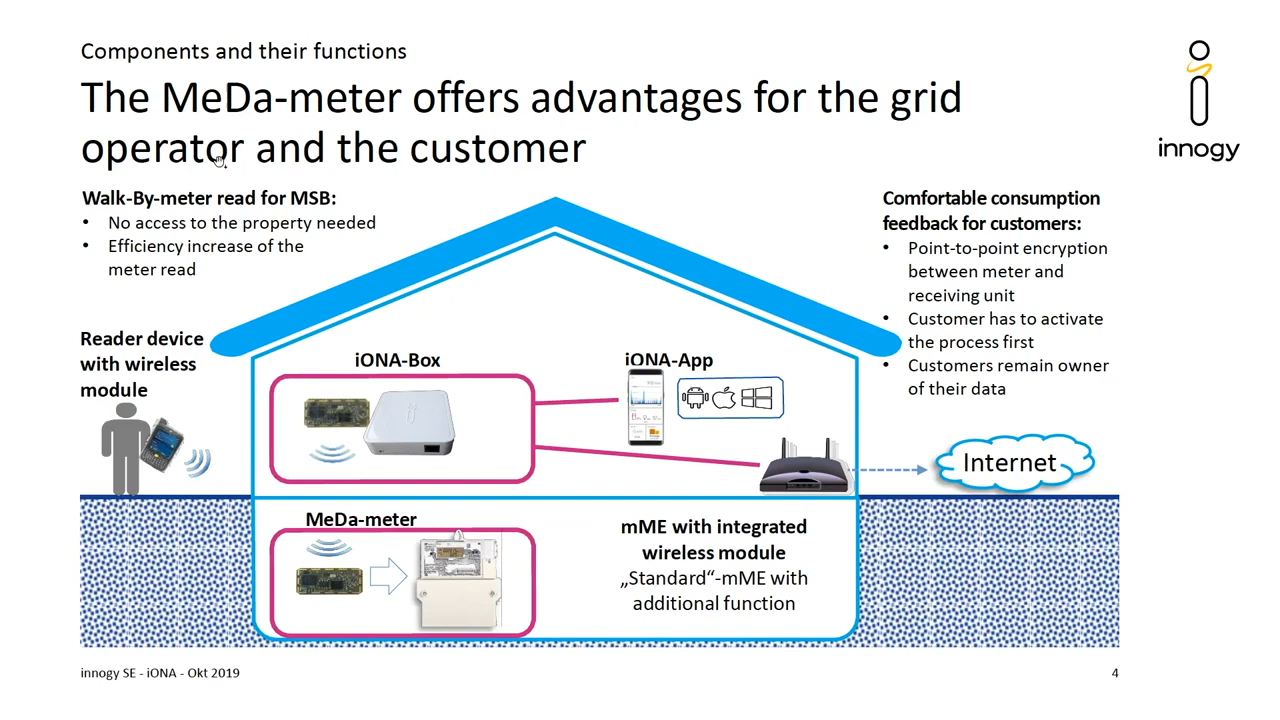 Components and their functions
The MeDa-meter offers advantages for the grid
operator and the customer
innogy
Walk-By-meter read for MSB:
• No access to the property needed
• Efficiency increase of the
meter read
Comfortable consumption
feedback for customers:
• Point-to-point encryption
between meter and
receiving unit
• Customer has to activate
the process first
• Customers remain owner
of their data
Reader device
with wireless
module
iONA-Box
iONA-App
Internet
MeDa-meter
mME with integrated
wireless module
„Standard“-mME with
additional function
innogy SE - iONA - Okt 2019
4